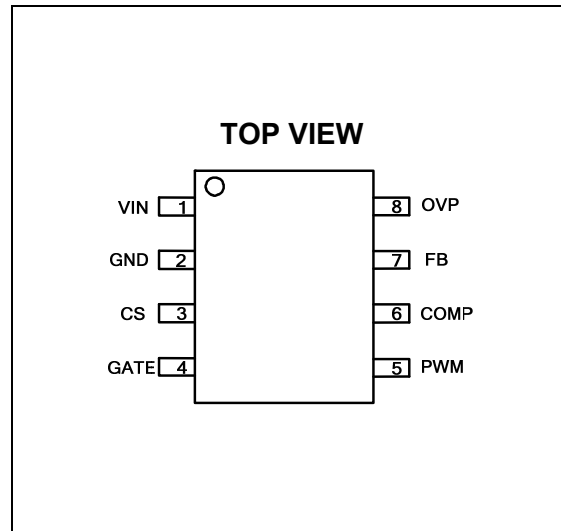 TOP VIEW
VIN 1 8 OVP
GND 2 7 FB
CS 3 6 COMP
GATE 4 5 PWM